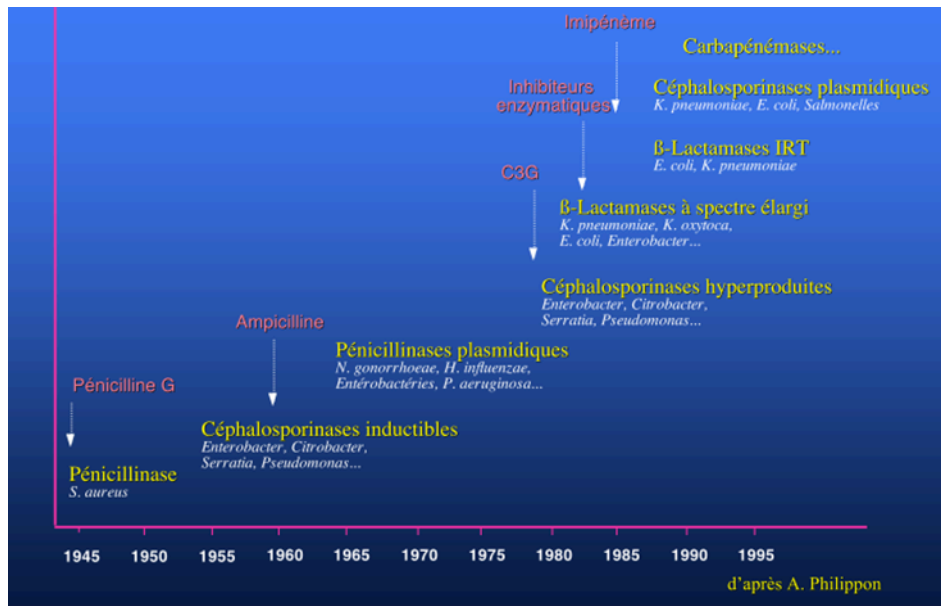 Imipénème
Carbapénémases...
Inhibiteurs
enzymatiques
Céphalosporinases plasmidiques
K. pneumoniae, E. coli, Salmonelles
ß-Lactamases IRT
E. coli, K. pneumoniae
C3G
ß-Lactamases à spectre élargi
K. pneumoniae, K. oxytoca,
E. coli, Enterobacter...
Céphalosporinases hyperproduites
Enterobacter, Citrobacter,
Serratia, Pseudomonas...
Ampicilline
Pénicillinases plasmidiques
N. gonorrhoeae, H. influenzae,
Entérobactéries, P. aeruginosa...
Pénicilline G
Céphalosporinases inductibles
Enterobacter, Citrobacter,
Serratia, Pseudomonas...
Pénicillinase
S. aureus
1945 1950 1955 1960 1965 1970 1975 1980 1985 1990 1995
d'après A. Philippon